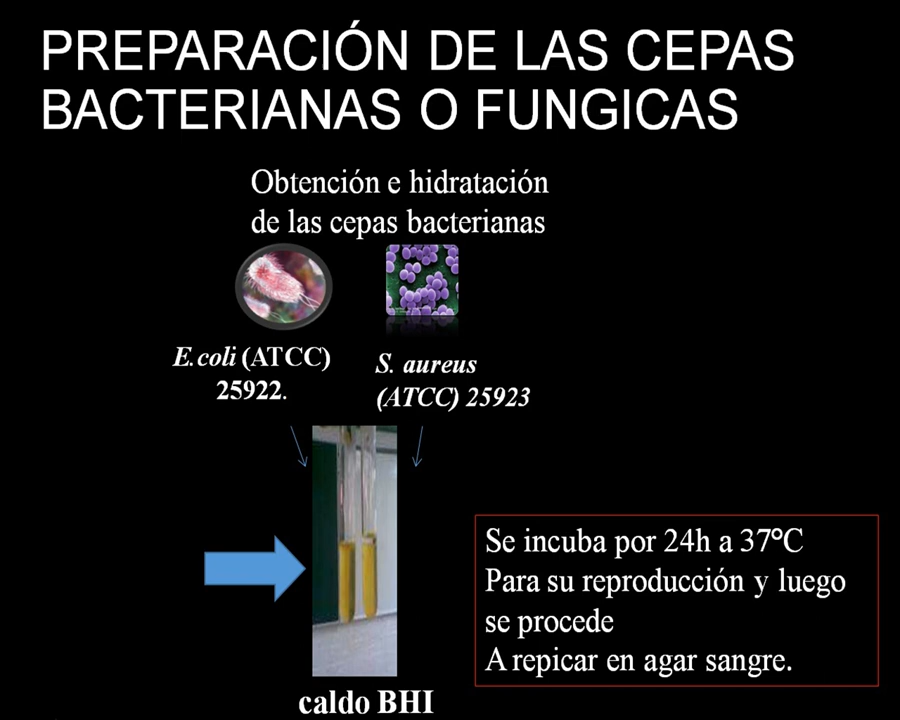 PREPARACIÓN DE LAS CEPAS
BACTERIANAS O FUNGICAS
Obtención e hidratación
de las cepas bacterianas
E.coli (ATCC)
25922.
S. aureus
(ATCC) 25923
Se incuba por 24h a 37ºC
Para su reproducción y luego
se procede
A repicar en agar sangre.
caldo BHI